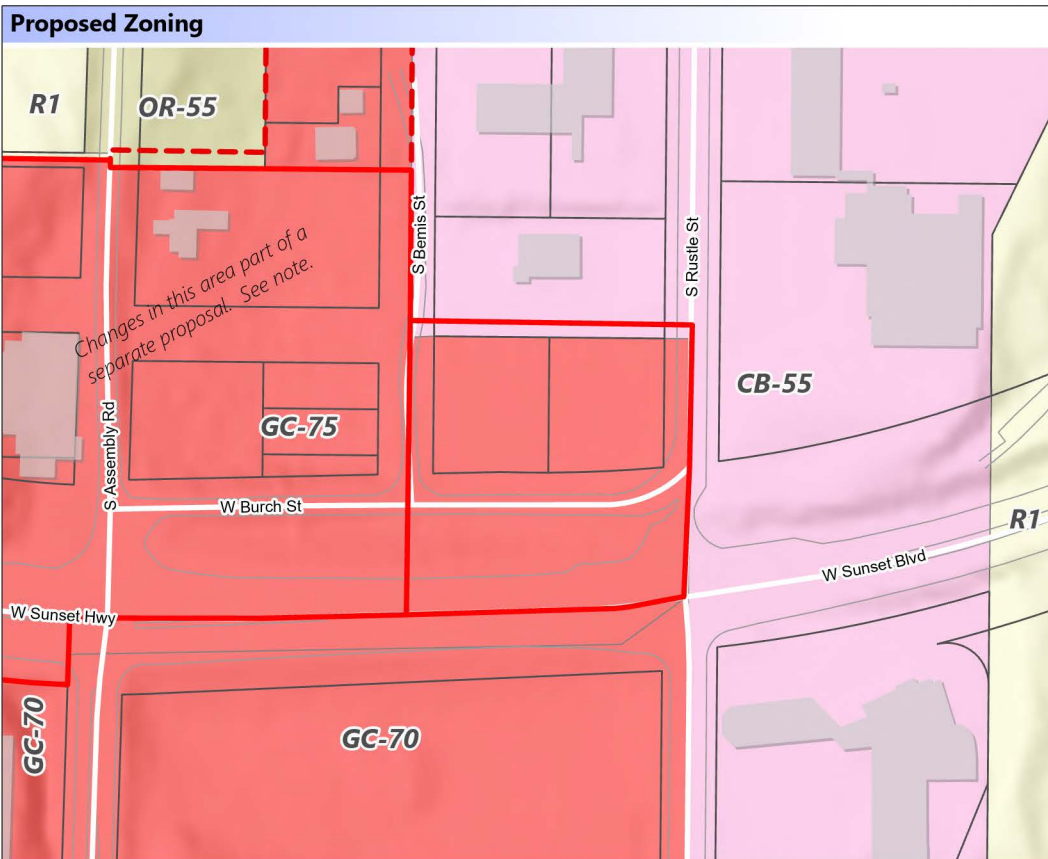 Proposed Zoning
R1
OR-55
S Bemis St
S Rustle St
Changes in this area part of a
separate proposal. See note.
CB-55
S Assembly Rd
GC-75
W Burch St
R1
W Sunset Blvd
W Sunset Hwy
GC-70
GC-70